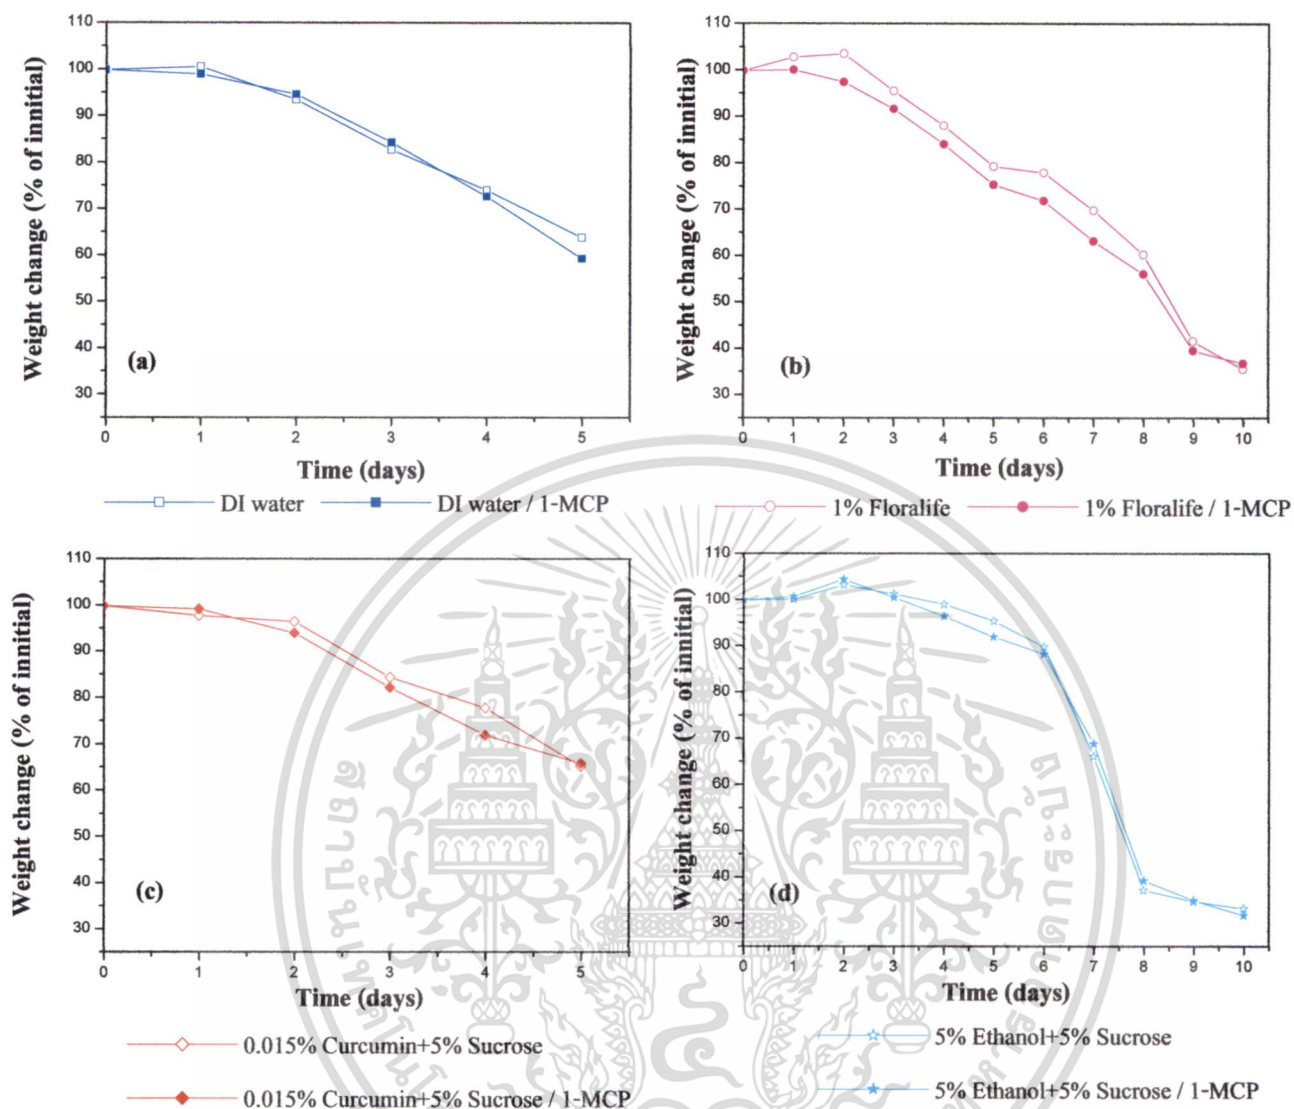 110
100
90
80
70
60
50
40
30
Weight change (% of innitial)
(a)
0 1 2 3 4 5
Time (days)
DI water DI water / 1-MCP
110
100
90
80
70
60
50
40
30
Weight change (% of innitial)
(b)
0 1 2 3 4 5 6 7 8 9 10
Time (days)
1% Floralife 1% Floralife / 1-MCP
110
100
90
80
70
60
50
40
30
Weight change (% of innitial)
(c)
0 1 2 3 4 5
Time (days)
0.015% Curcumin+5% Sucrose
0.015% Curcumin+5% Sucrose / 1-MCP
110
100
90
80
70
60
50
40
30
Weight change (% of innitial)
(d)
0 1 2 3 4 5 6 7 8 9 10
Time (days)
5% Ethanol+5% Sucrose
5% Ethanol+5% Sucrose / 1-MCP